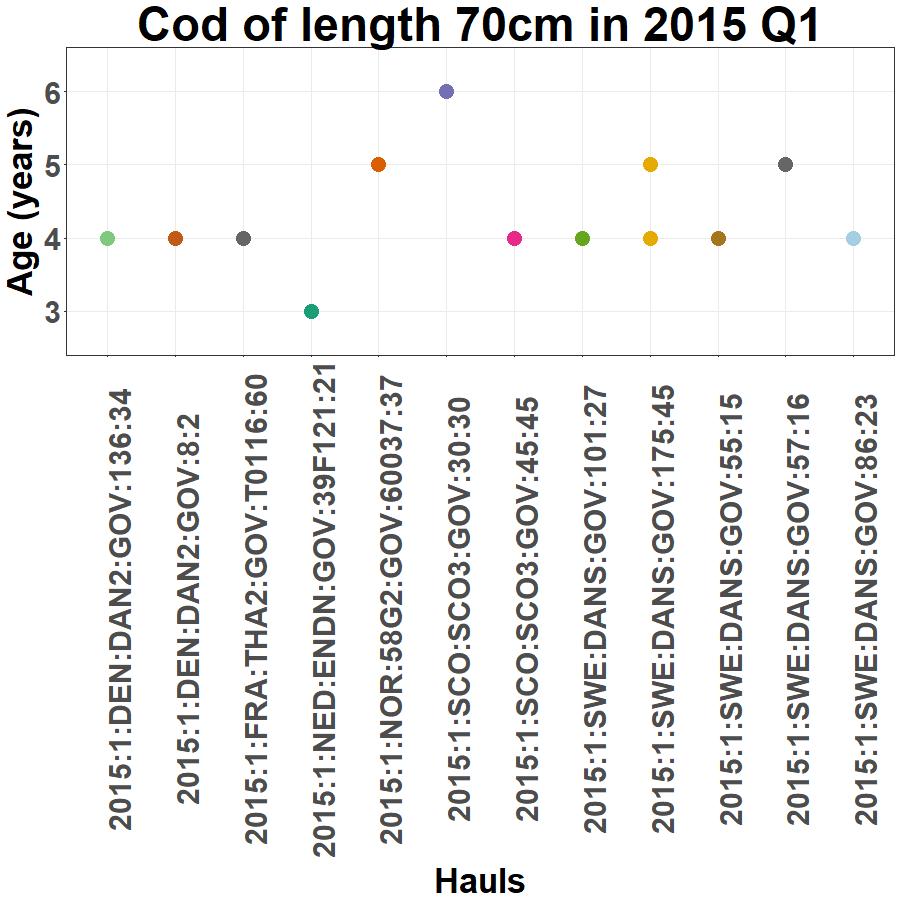 Cod of length 70cm in 2015 Q1
Age (years)
6
5
4
3
2015:1:DEN:DAN2:GOV:136:34
2015:1:DEN:DAN2:GOV:8:2
2015:1:FRA:THA2:GOV:T0116:60
2015:1:NED:ENDN:GOV:39F121:21
2015:1:NOR:58G2:GOV:60037:37
2015:1:SCO:SCO3:GOV:30:30
2015:1:SCO:SCO3:GOV:45:45
2015:1:SWE:DANS:GOV:101:27
2015:1:SWE:DANS:GOV:175:45
2015:1:SWE:DANS:GOV:55:15
2015:1:SWE:DANS:GOV:57:16
2015:1:SWE:DANS:GOV:86:23
Hauls